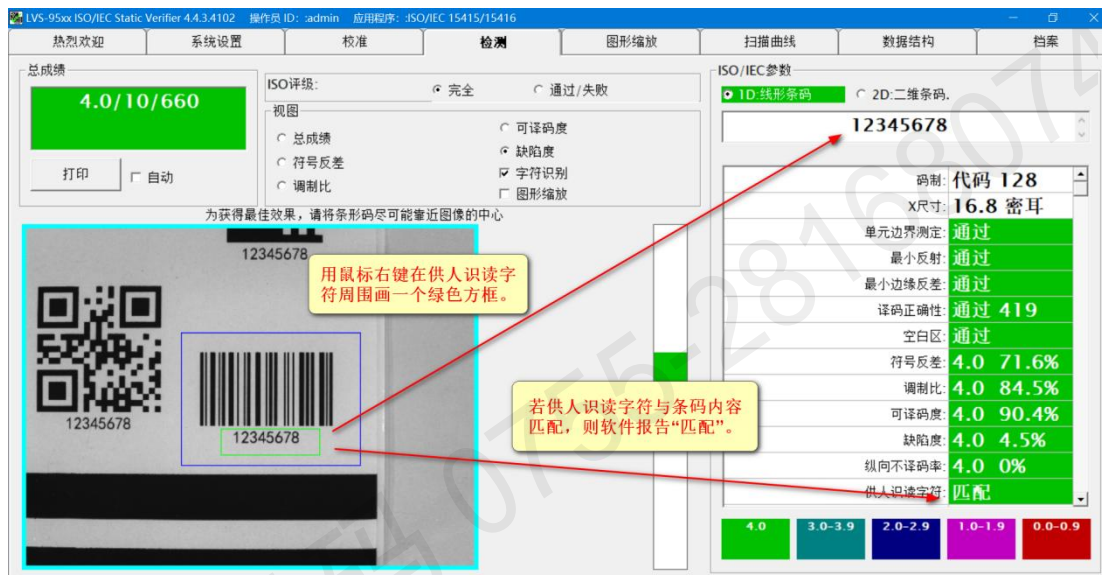 LVS-95xx ISO/IEC Static Verifier 4.4.3.4102 操作员 ID: :admin 应用程序: :ISO/IEC 15415/15416
热烈欢迎 系统设置 校准 检测 图形缩放 扫描曲线 数据结构 档案
总成绩
4.0/10/660
打印
自动
ISO评级:
完全 通过/失败
视图
总成绩
符号反差
调制比
可译码度
缺陷度
字符识别
图形缩放
为获得最佳效果，请将条形码尽可能靠近图像的中心
12345678
12345678
12345678
用鼠标右键在供人识读字
符周围画一个绿色方框。
若供人识读字符与条码内容
匹配，则软件报告“匹配”。
ISO/IEC参数
1D:线形条码 2D:二维条码.
12345678
码制: 代码 128
X尺寸: 16.8 密耳
单元边界测定: 通过
最小反射: 通过
最小边缘反差: 通过
译码正确性: 通过 419
空白区: 通过
符号反差: 4.0 71.6%
调制比: 4.0 84.5%
可译码度: 4.0 90.4%
缺陷度: 4.0 4.5%
纵向不译码率: 4.0 0%
供人识读字符: 匹配
4.0 3.0-3.9 2.0-2.9 1.0-1.9 0.0-0.9
码 0755-28168074